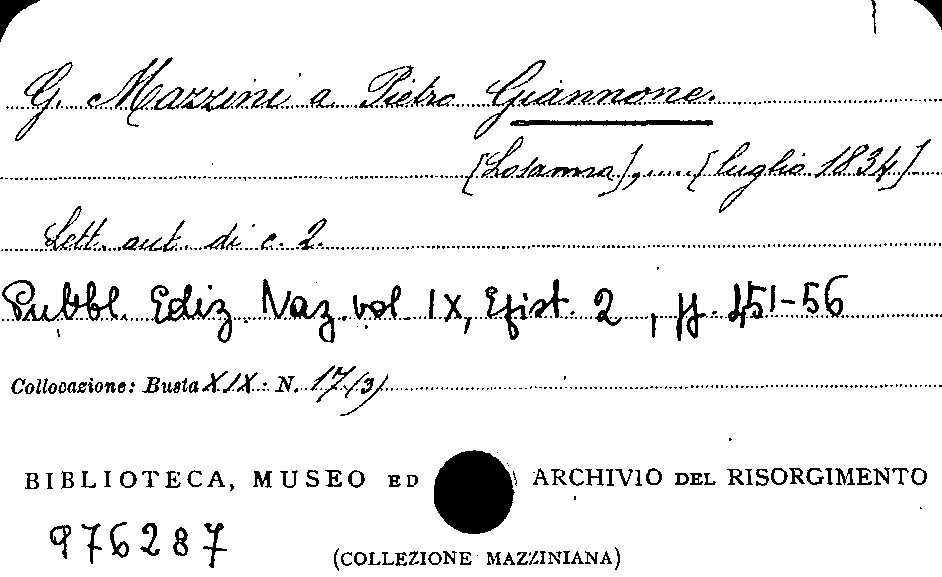 G. Mazzini a Pietro Giannone.
[Losanna], ..... [luglio 1834]
Lett. aut. di c. 2.
Pubbl. Ediz. Naz. vol. IX, Epist. 2, pp. 451-56
Collocazione: Busta XIX: N. 17/(3)
BIBLIOTECA, MUSEO ED ARCHIVIO DEL RISORGIMENTO
976287
(COLLEZIONE MAZZINIANA)